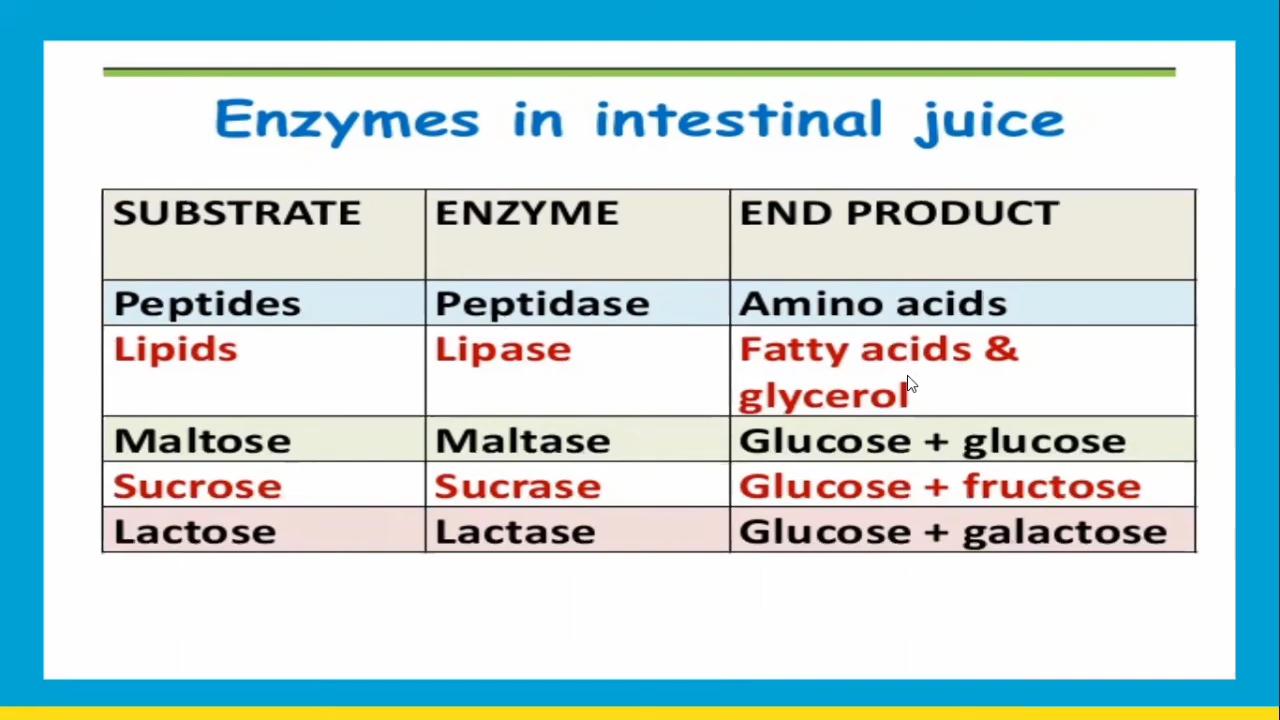 Enzymes in intestinal juice
SUBSTRATE ENZYME END PRODUCT
Peptides Peptidase Amino acids
Lipids Lipase Fatty acids &
glycerol
Maltose Maltase Glucose + glucose
Sucrose Sucrase Glucose + fructose
Lactose Lactase Glucose + galactose